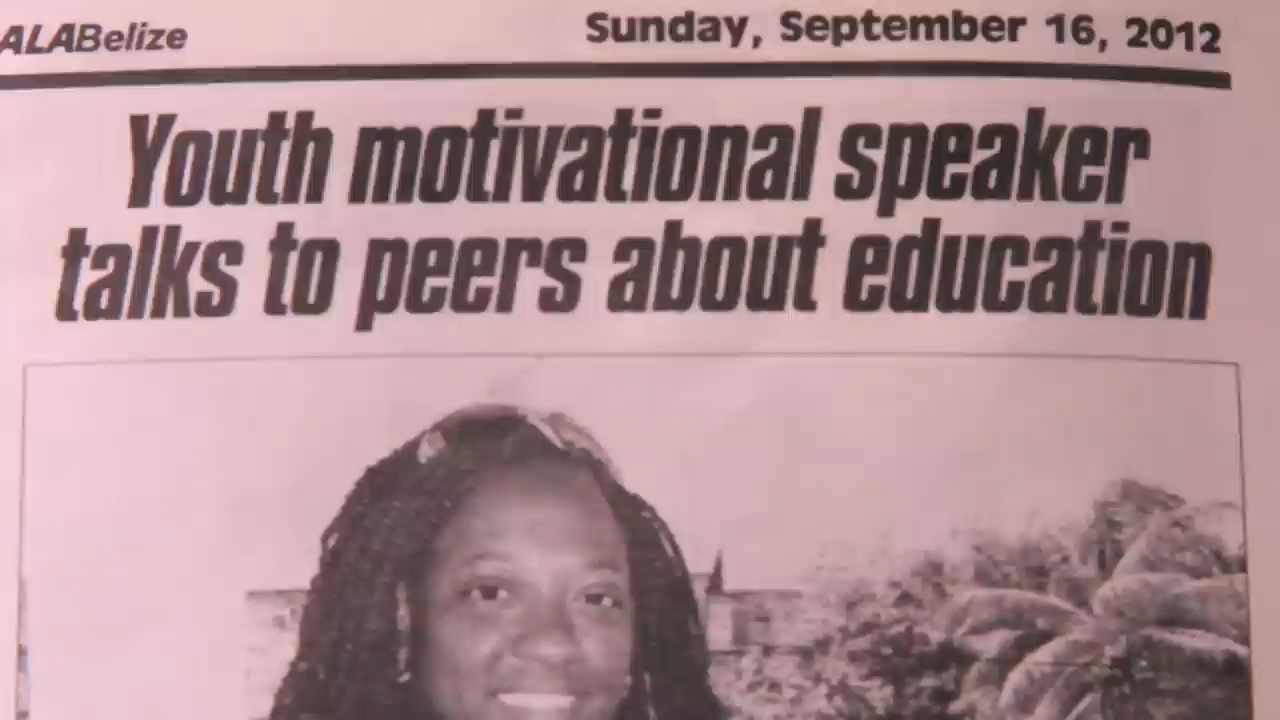 ALABelize
Sunday, September 16, 2012
Youth motivational speaker
talks to peers about education